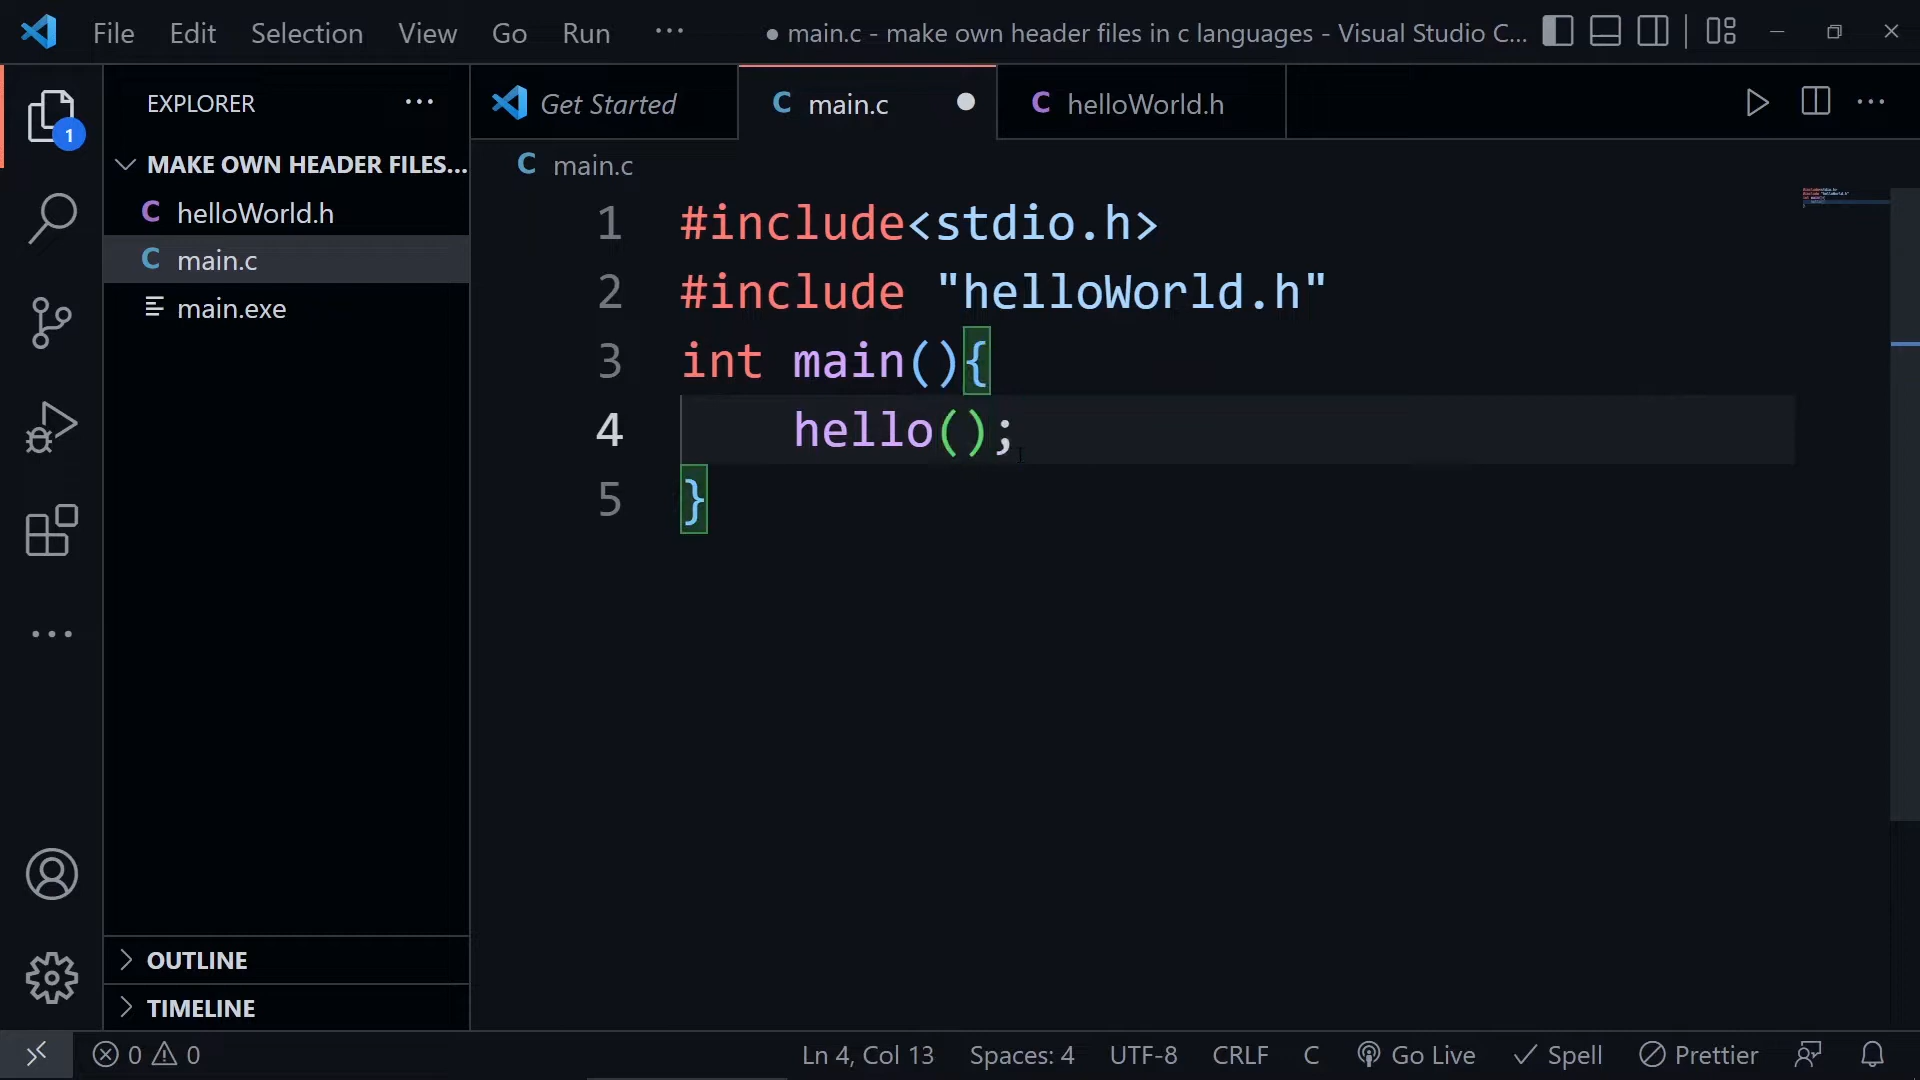 File Edit Selection View Go Run ··· ● main.c - make own header files in c languages - Visual Studio C...
EXPLORER ···
Get Started
C main.c ●
C helloWorld.h
···
MAKE OWN HEADER FILES...
C helloWorld.h
C main.c
main.exe
1
C main.c
1 #include<stdio.h>
2 #include "helloWorld.h"
3 int main(){
4     hello();
5 }
OUTLINE
TIMELINE
0 0 Ln 4, Col 13 Spaces: 4 UTF-8 CRLF C Go Live Spell Prettier